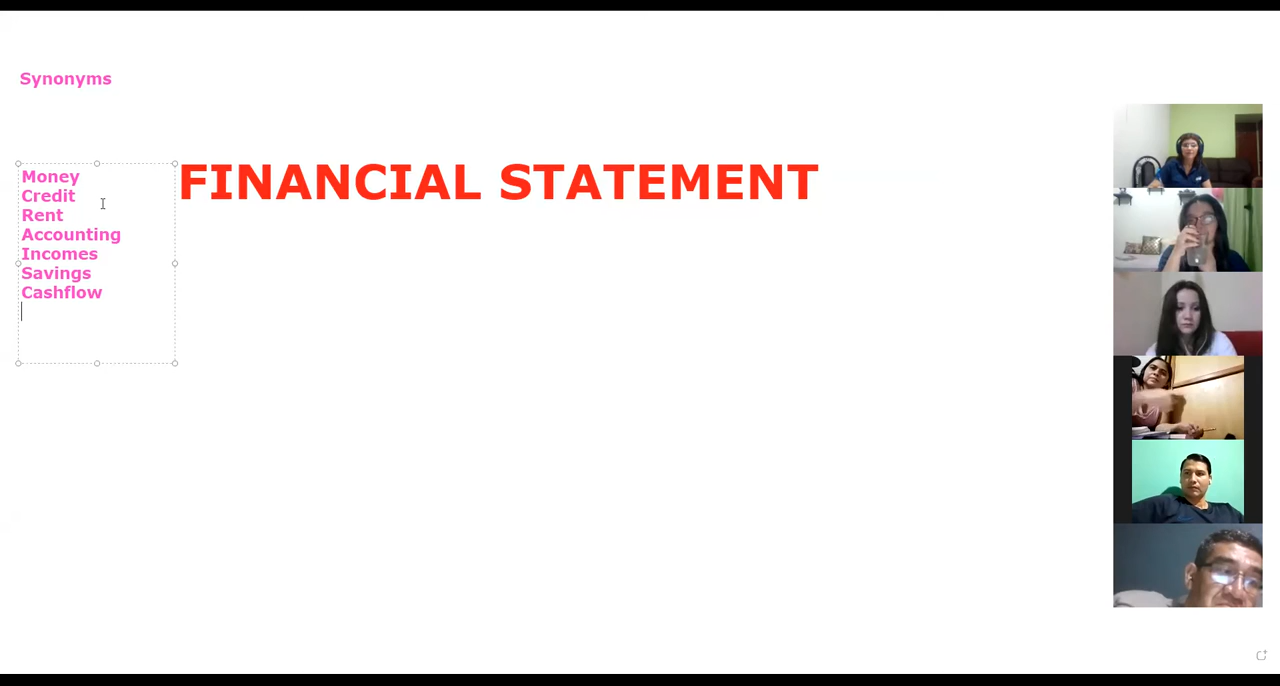 Synonyms
FINANCIAL STATEMENT
Money
Credit
Rent
Accounting
Incomes
Savings
Cashflow